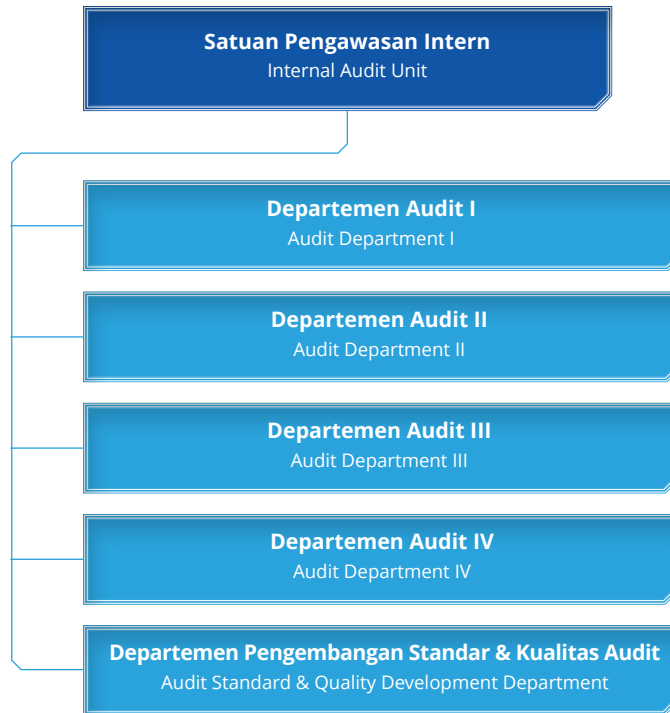 Satuan Pengawasan Intern
Internal Audit Unit
Departemen Audit I
Audit Department I
Departemen Audit II
Audit Department II
Departemen Audit III
Audit Department III
Departemen Audit IV
Audit Department IV
Departemen Pengembangan Standar & Kualitas Audit
Audit Standard & Quality Development Department